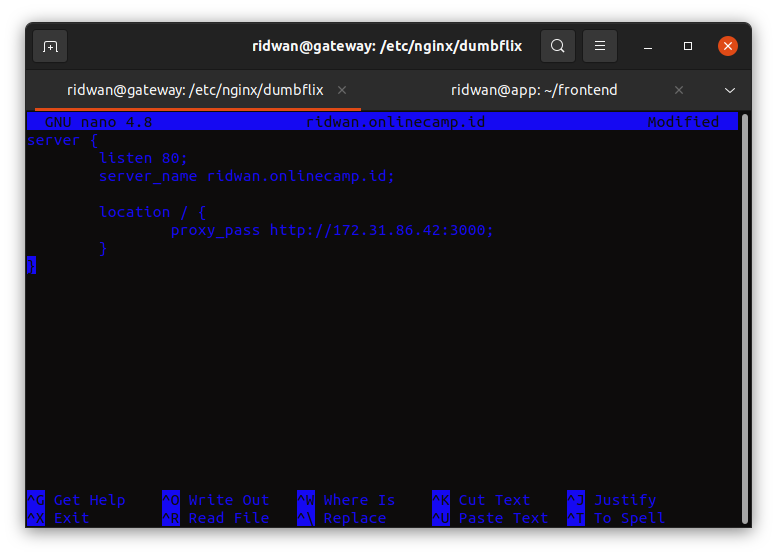 ridwan@gateway: /etc/nginx/dumbflix
ridwan@gateway: /etc/nginx/dumbflix × ridwan@app: ~/frontend ×
GNU nano 4.8 ridwan.onlinecamp.id Modified
server {
        listen 80;
        server_name ridwan.onlinecamp.id;

        location / {
                proxy_pass http://172.31.86.42:3000;
        }
}
^G Get Help ^O Write Out ^W Where Is ^K Cut Text ^J Justify
^X Exit ^R Read File ^\ Replace ^U Paste Text ^T To Spell